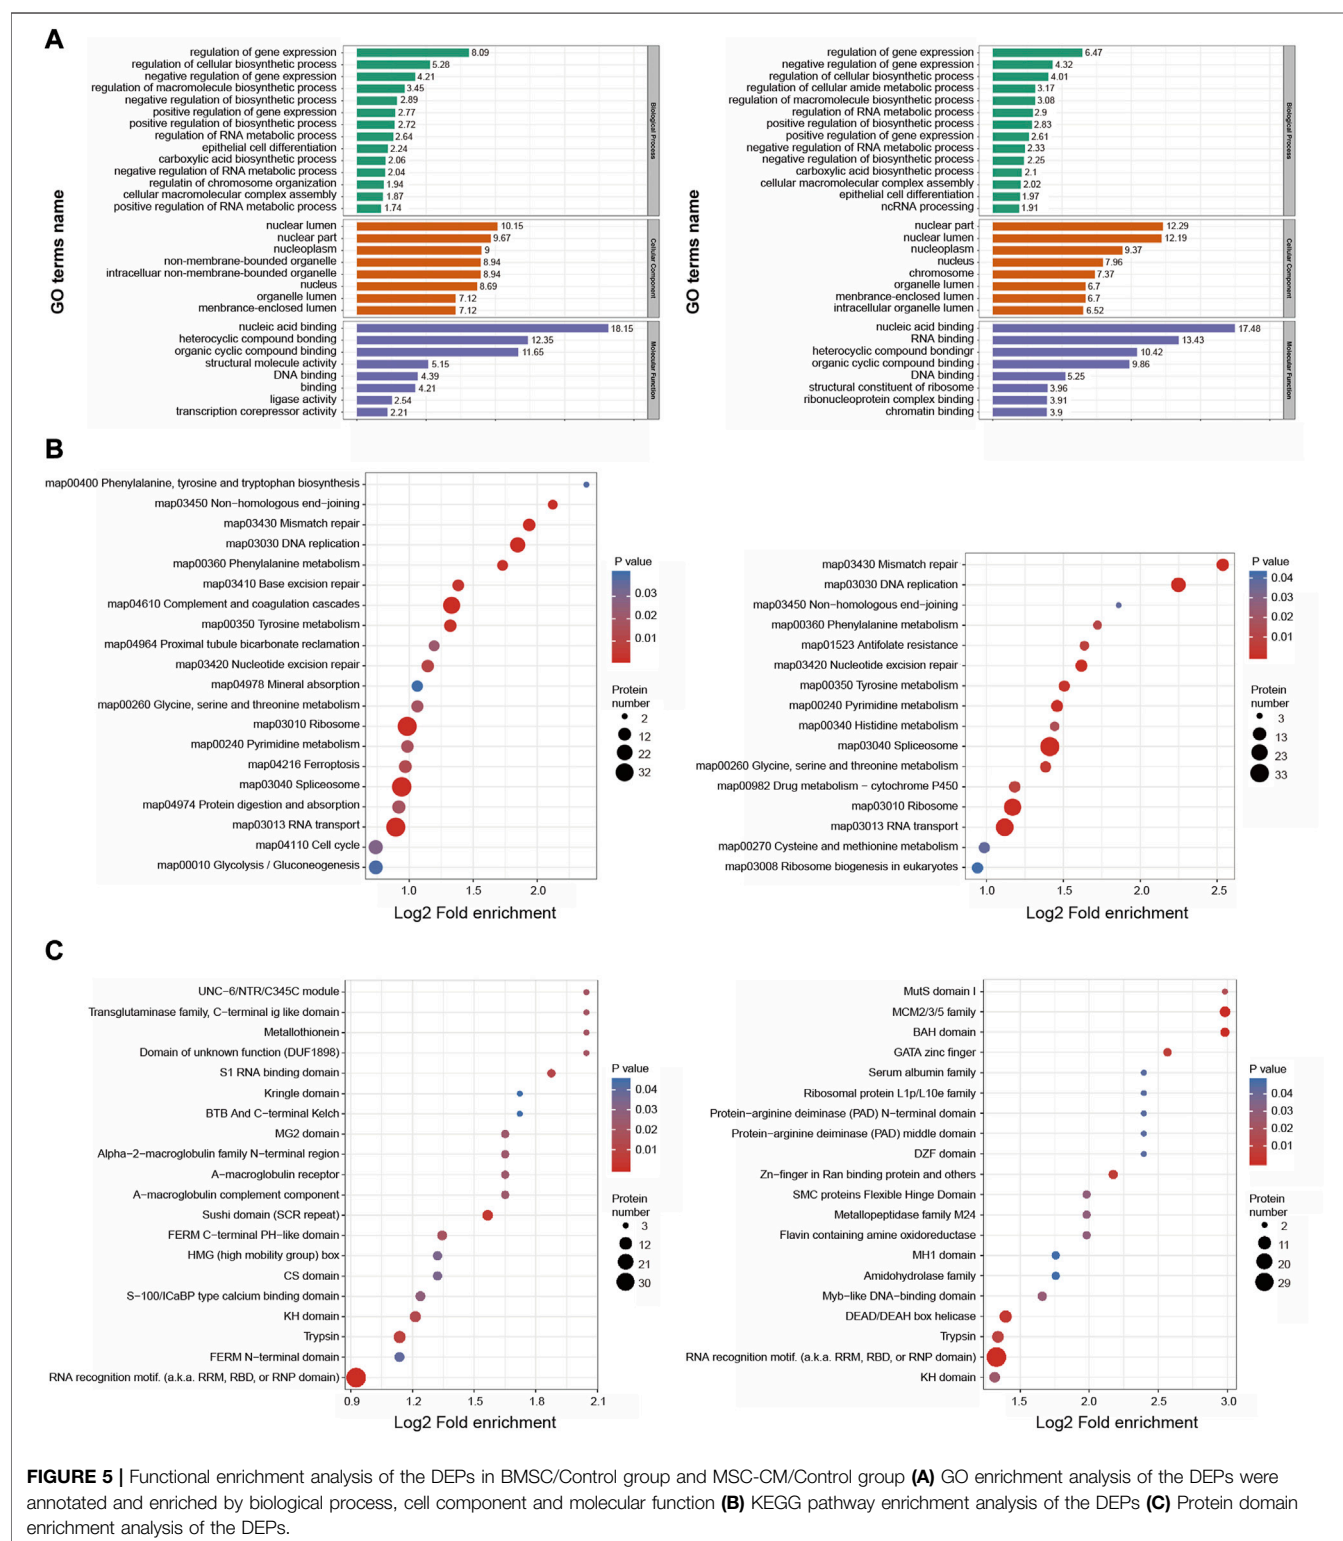 A
GO terms name
regulation of gene expression 8.09
regulation of cellular biosynthetic process 5.28
negative regulation of gene expression 4.21
regulation of macromolecule biosynthetic process 3.45
negative regulation of biosynthetic process 2.89
positive regulation of gene expression 2.77
positive regulation of biosynthetic process 2.72
regulation of RNA metabolic process 2.64
epithelial cell differentiation 2.24
carboxylic acid biosynthetic process 2.06
negative regulation of RNA metabolic process 2.04
regulatin of chromosome organization 1.94
cellular macromolecular complex assembly 1.87
positive regulation of RNA metabolic process 1.74
Biological Process
nuclear lumen 10.15
nuclear part 9.67
nucleoplasm 9
non-membrane-bounded organelle 8.94
intracelluar non-membrane-bounded organelle 8.94
nucleus 8.69
organelle lumen 7.12
menbrance-enclosed lumen 7.12
Cellular Component
nucleic acid binding 18.15
heterocyclic compound bonding 12.35
organic cyclic compound binding 11.65
structural molecule activity 5.15
DNA binding 4.39
binding 4.21
ligase activity 2.54
transcription corepressor activity 2.21
Molecular Function
GO terms name
regulation of gene expression 6.47
negative regulation of gene expression 4.32
regulation of cellular biosynthetic process 4.01
regulation of cellular amide metabolic process 3.17
regulation of macromolecule biosynthetic process 3.08
regulation of RNA metabolic process 2.9
positive regulation of biosynthetic process 2.83
positive regulation of gene expression 2.61
negative regulation of RNA metabolic process 2.33
negative regulation of biosynthetic process 2.25
carboxylic acid biosynthetic process 2.1
cellular macromolecular complex assembly 2.02
epithelial cell differentiation 1.97
ncRNA processing 1.91
Biological Process
nuclear part 12.29
nuclear lumen 12.19
nucleoplasm 9.37
nucleus 7.96
chromosome 7.37
organelle lumen 6.7
menbrance-enclosed lumen 6.7
intracellular organelle lumen 6.52
Cellular Component
nucleic acid binding 17.48
RNA binding 13.43
heterocyclic compound bondingr 10.42
organic cyclic compound binding 9.86
DNA binding 5.25
structural constituent of ribosome 3.96
ribonucleoprotein complex binding 3.91
chromatin binding 3.9
Molecular Function
B
map00400 Phenylalanine, tyrosine and tryptophan biosynthesis
map03450 Non−homologous end−joining
map03430 Mismatch repair
map03030 DNA replication
map00360 Phenylalanine metabolism
map03410 Base excision repair
map04610 Complement and coagulation cascades
map00350 Tyrosine metabolism
map04964 Proximal tubule bicarbonate reclamation
map03420 Nucleotide excision repair
map04978 Mineral absorption
map00260 Glycine, serine and threonine metabolism
map03010 Ribosome
map00240 Pyrimidine metabolism
map04216 Ferroptosis
map03040 Spliceosome
map04974 Protein digestion and absorption
map03013 RNA transport
map04110 Cell cycle
map00010 Glycolysis / Gluconeogenesis
1.0 1.5 2.0
Log2 Fold enrichment
P value
0.03
0.02
0.01
Protein
number
2
12
22
32
map03430 Mismatch repair
map03030 DNA replication
map03450 Non−homologous end−joining
map00360 Phenylalanine metabolism
map01523 Antifolate resistance
map03420 Nucleotide excision repair
map00350 Tyrosine metabolism
map00240 Pyrimidine metabolism
map00340 Histidine metabolism
map03040 Spliceosome
map00260 Glycine, serine and threonine metabolism
map00982 Drug metabolism − cytochrome P450
map03010 Ribosome
map03013 RNA transport
map00270 Cysteine and methionine metabolism
map03008 Ribosome biogenesis in eukaryotes
1.0 1.5 2.0 2.5
Log2 Fold enrichment
P value
0.04
0.03
0.02
0.01
Protein
number
3
13
23
33
C
UNC−6/NTR/C345C module
Transglutaminase family, C−terminal ig like domain
Metallothionein
Domain of unknown function (DUF1898)
S1 RNA binding domain
Kringle domain
BTB And C−terminal Kelch
MG2 domain
Alpha−2−macroglobulin family N−terminal region
A−macroglobulin receptor
A−macroglobulin complement component
Sushi domain (SCR repeat)
FERM C−terminal PH−like domain
HMG (high mobility group) box
CS domain
S−100/ICaBP type calcium binding domain
KH domain
Trypsin
FERM N−terminal domain
RNA recognition motif. (a.k.a. RRM, RBD, or RNP domain)
0.9 1.2 1.5 1.8 2.1
Log2 Fold enrichment
P value
0.04
0.03
0.02
0.01
Protein
number
3
12
21
30
MutS domain I
MCM2/3/5 family
BAH domain
GATA zinc finger
Serum albumin family
Ribosomal protein L1p/L10e family
Protein−arginine deiminase (PAD) N−terminal domain
Protein−arginine deiminase (PAD) middle domain
DZF domain
Zn−finger in Ran binding protein and others
SMC proteins Flexible Hinge Domain
Metallopeptidase family M24
Flavin containing amine oxidoreductase
MH1 domain
Amidohydrolase family
Myb−like DNA−binding domain
DEAD/DEAH box helicase
Trypsin
RNA recognition motif. (a.k.a. RRM, RBD, or RNP domain)
KH domain
1.5 2.0 2.5 3.0
Log2 Fold enrichment
P value
0.04
0.03
0.02
0.01
Protein
number
2
11
20
29
FIGURE 5 | Functional enrichment analysis of the DEPs in BMSC/Control group and MSC-CM/Control group (A) GO enrichment analysis of the DEPs were
annotated and enriched by biological process, cell component and molecular function (B) KEGG pathway enrichment analysis of the DEPs (C) Protein domain
enrichment analysis of the DEPs.